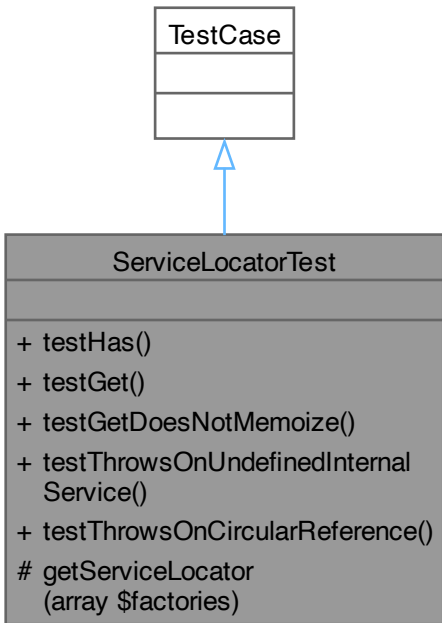 TestCase
ServiceLocatorTest
+ testHas()
+ testGet()
+ testGetDoesNotMemoize()
+ testThrowsOnUndefinedInternal
Service()
+ testThrowsOnCircularReference()
# getServiceLocator
(array $factories)